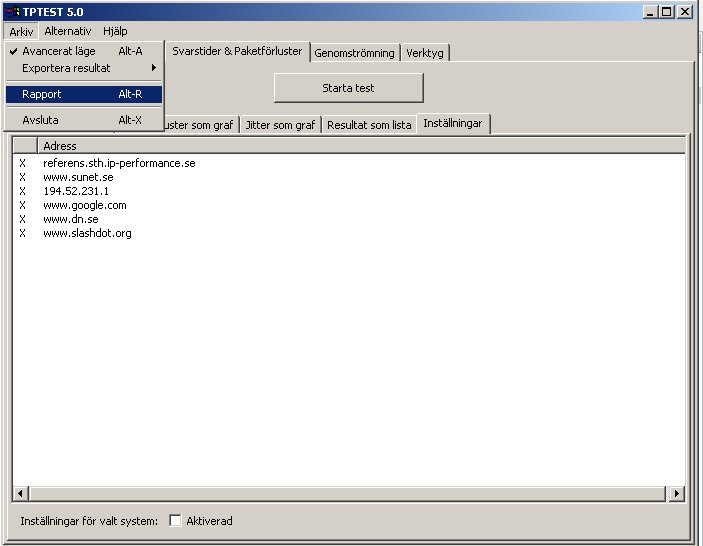 TPTEST 5.0
Arkiv Alternativ Hjälp
Avancerat läge Alt-A
Exportera resultat
Rapport Alt-R
Avsluta Alt-X
Svarstider & Paketförluster Genomströmning Verktyg
Starta test
uster som graf Jitter som graf Resultat som lista Inställningar
Adress
X referens.sth.ip-performance.se
X www.sunet.se
X 194.52.231.1
X www.google.com
X www.dn.se
X www.slashdot.org
Inställningar för valt system: Aktiverad